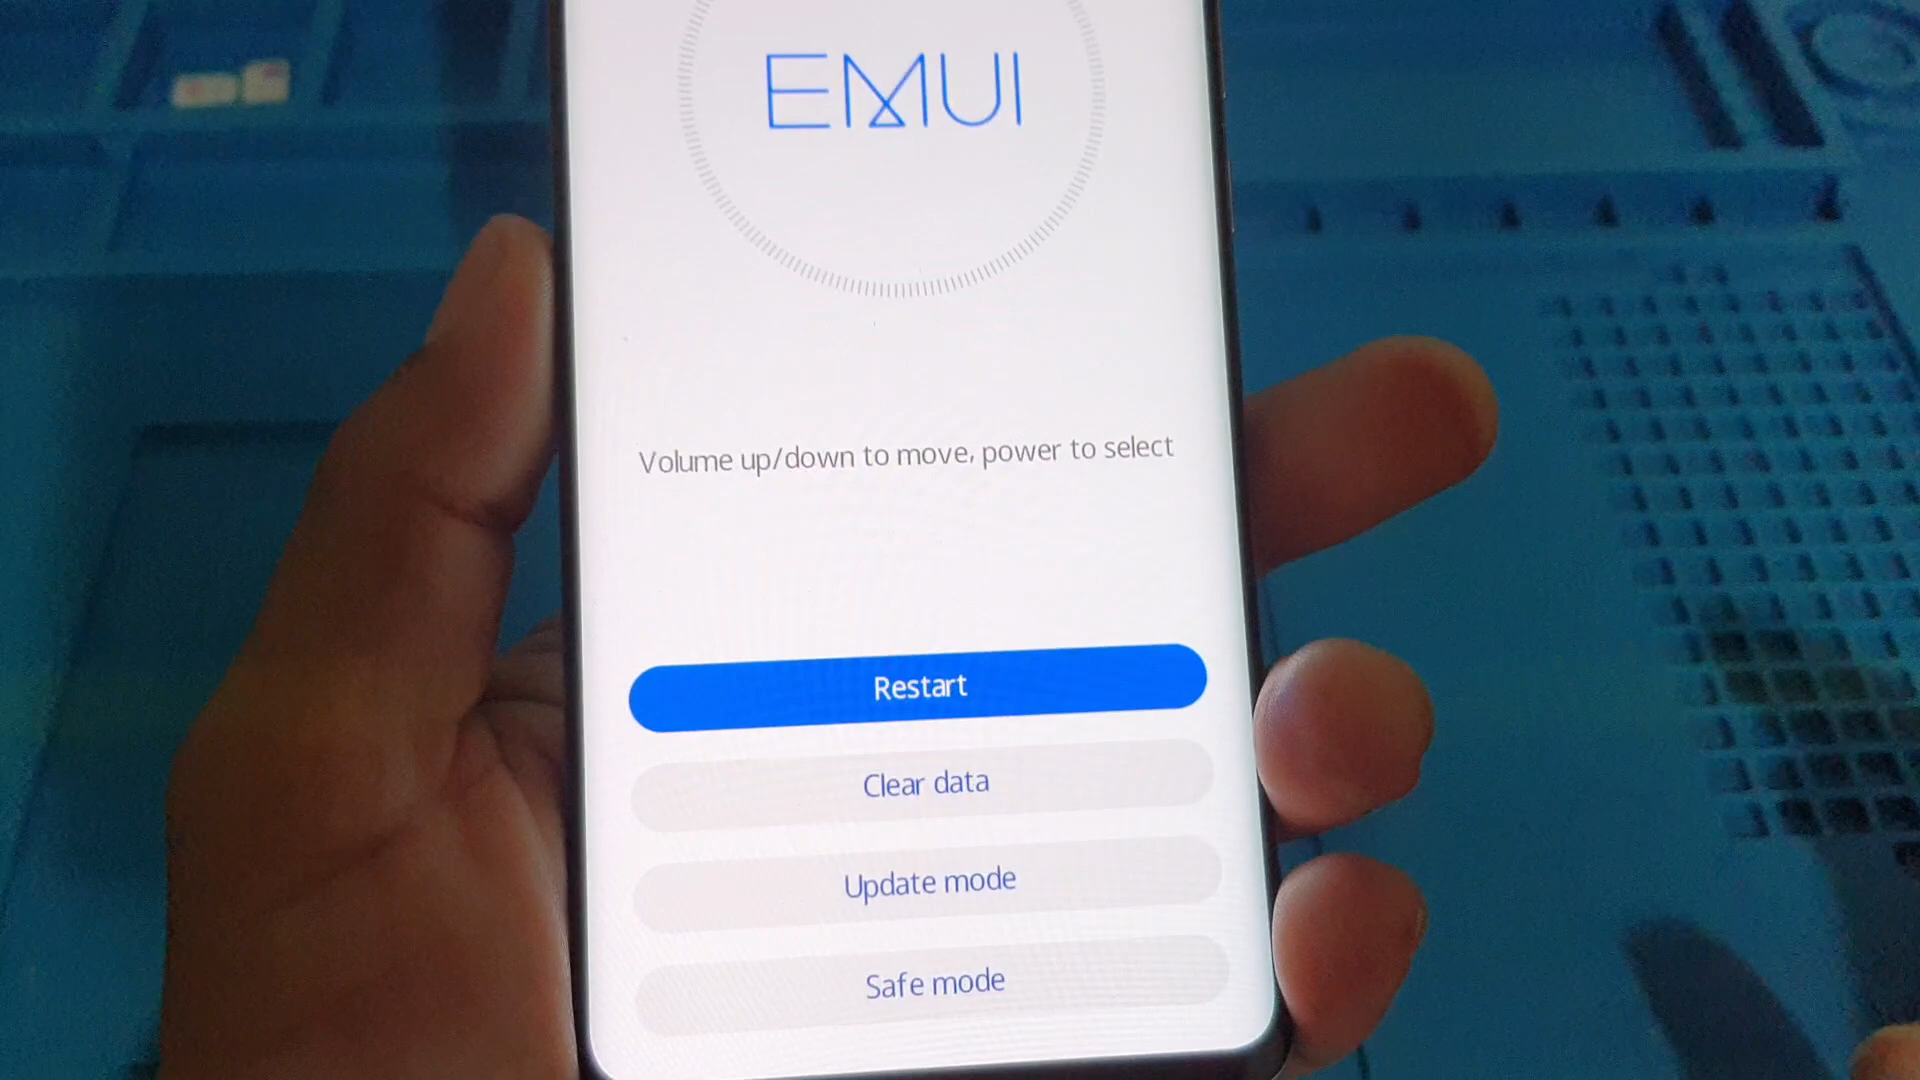 EMUI
Volume up/down to move, power to select
Restart
Clear data
Update mode
Safe mode